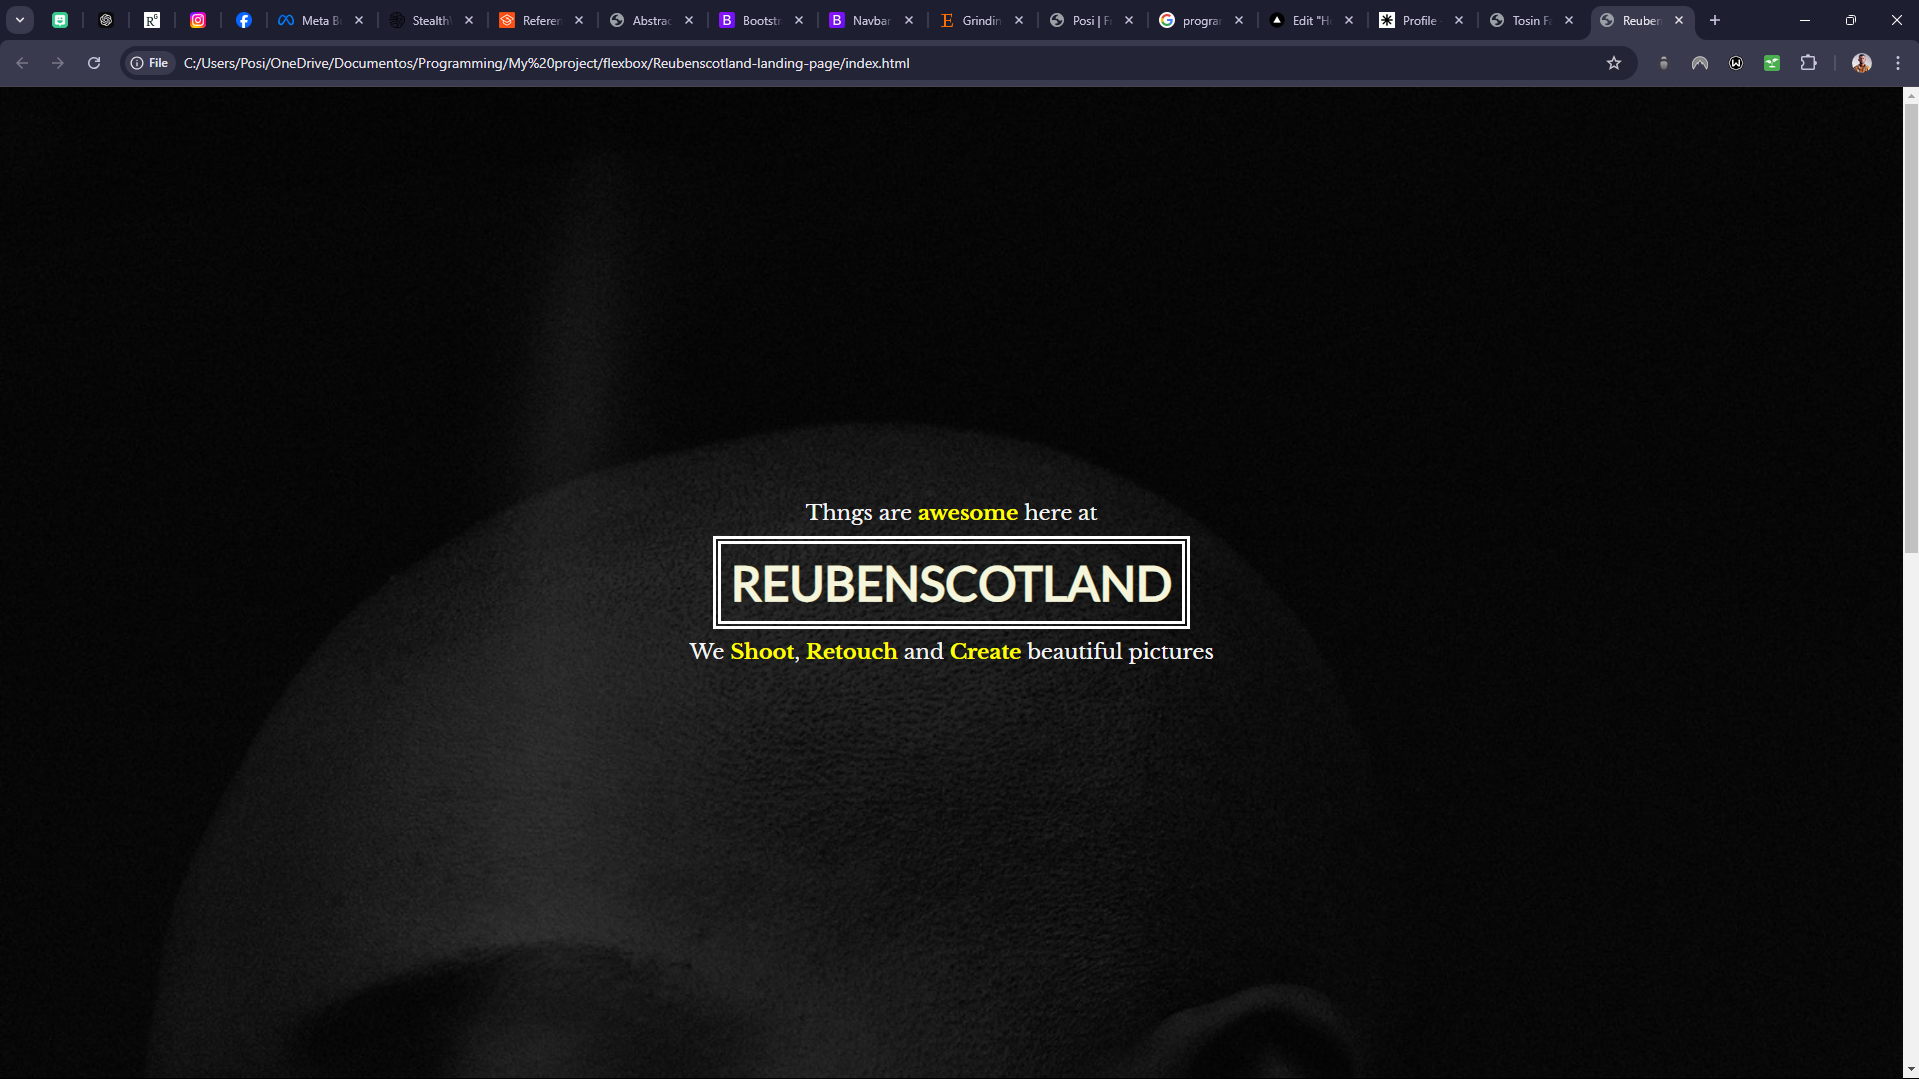 Meta B
Stealth
Referen
Abstrac
Bootst
Navbar
Grindin
Posi | F
progra
Edit "H
Profile
Tosin F
Reuben
File
C:/Users/Posi/OneDrive/Documentos/Programming/My%20project/flexbox/Reubenscotland-landing-page/index.html
Thngs are awesome here at
REUBENSCOTLAND
We Shoot, Retouch and Create beautiful pictures